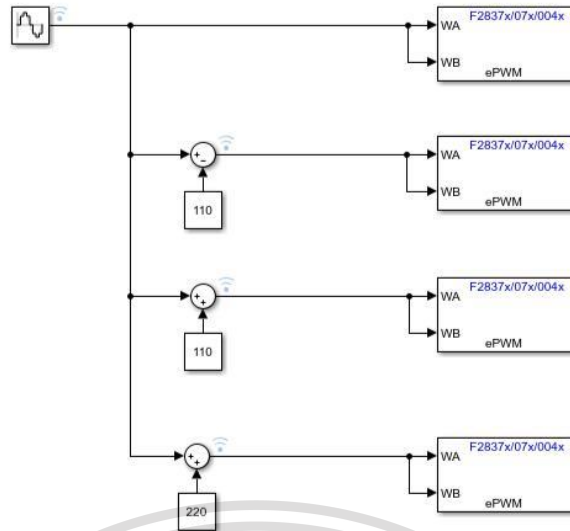 F2837x/07x/004x
WA
WB
ePWM
F2837x/07x/004x
+
−
WA
WB
ePWM
110
F2837x/07x/004x
+
+
WA
WB
ePWM
110
F2837x/07x/004x
+
+
WA
WB
ePWM
220